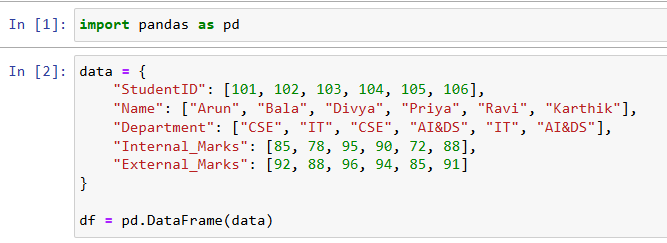 In [1]: import pandas as pd
In [2]: data = {
    "StudentID": [101, 102, 103, 104, 105, 106],
    "Name": ["Arun", "Bala", "Divya", "Priya", "Ravi", "Karthik"],
    "Department": ["CSE", "IT", "CSE", "AI&DS", "IT", "AI&DS"],
    "Internal_Marks": [85, 78, 95, 90, 72, 88],
    "External_Marks": [92, 88, 96, 94, 85, 91]
}
df = pd.DataFrame(data)